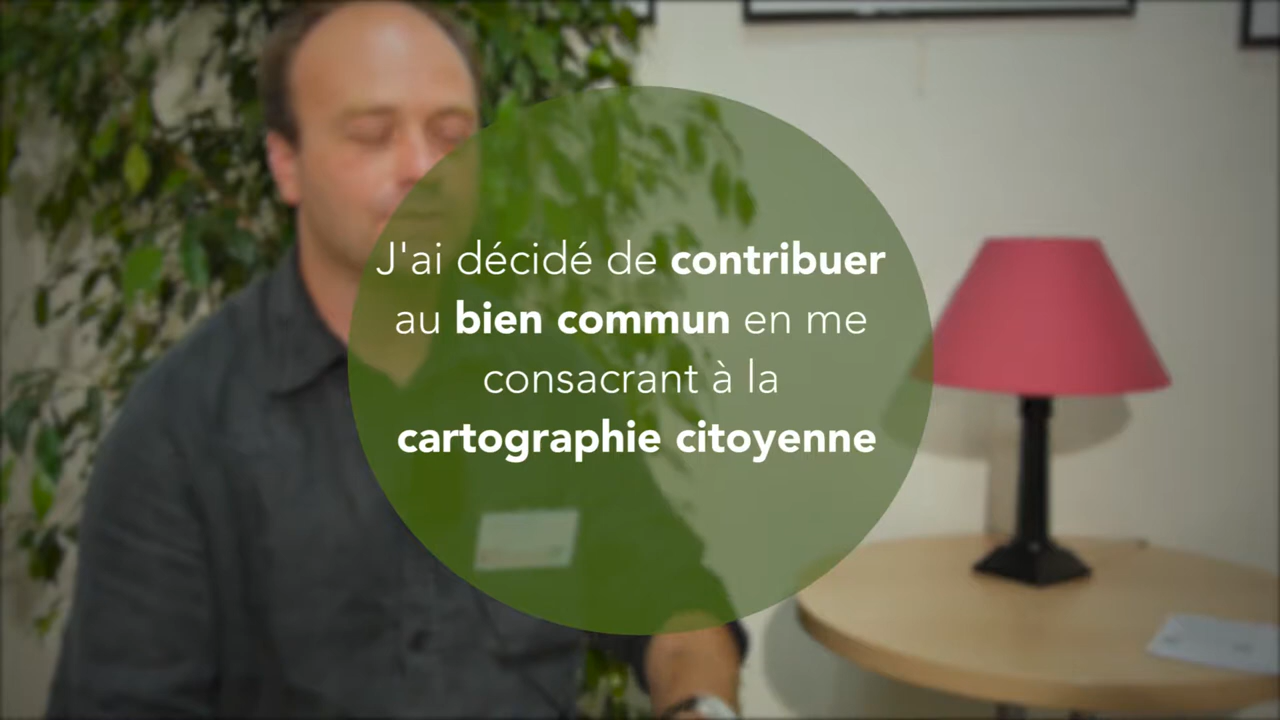 J'ai décidé de contribuer
au bien commun en me
consacrant à la
cartographie citoyenne